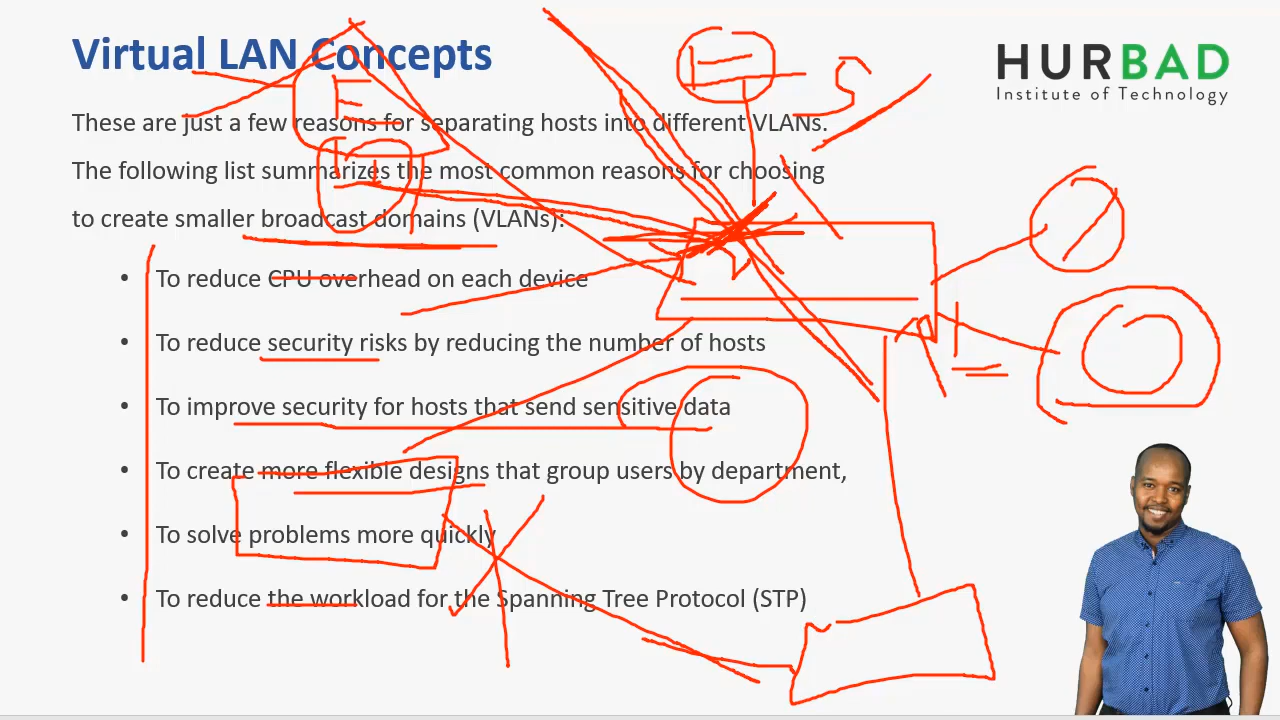 Virtual LAN Concepts
HURBAD
Institute of Technology
These are just a few reasons for separating hosts into different VLANs.
The following list summarizes the most common reasons for choosing
to create smaller broadcast domains (VLANs):
• To reduce CPU overhead on each device
• To reduce security risks by reducing the number of hosts
• To improve security for hosts that send sensitive data
• To create more flexible designs that group users by department,
• To solve problems more quickly
• To reduce the workload for the Spanning Tree Protocol (STP)